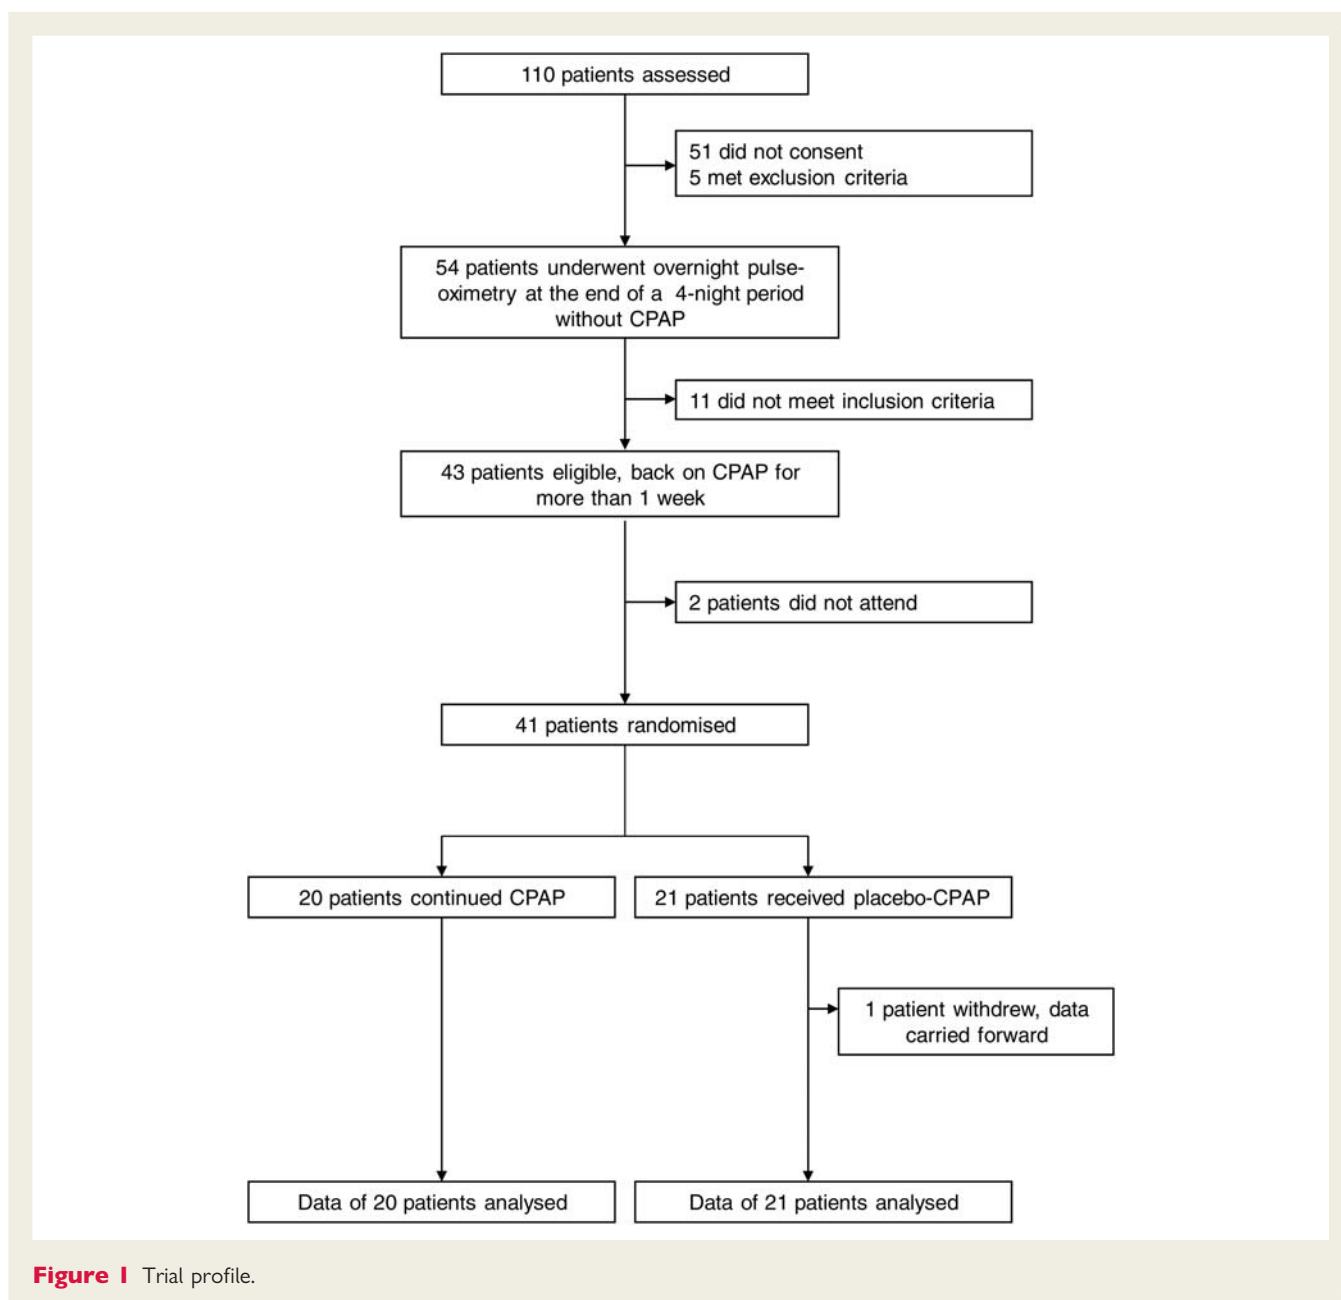 110 patients assessed
51 did not consent
5 met exclusion criteria
54 patients underwent overnight pulse-
oximetry at the end of a 4-night period
without CPAP
11 did not meet inclusion criteria
43 patients eligible, back on CPAP for
more than 1 week
2 patients did not attend
41 patients randomised
20 patients continued CPAP
21 patients received placebo-CPAP
1 patient withdrew, data
carried forward
Data of 20 patients analysed
Data of 21 patients analysed
Figure 1 Trial profile.